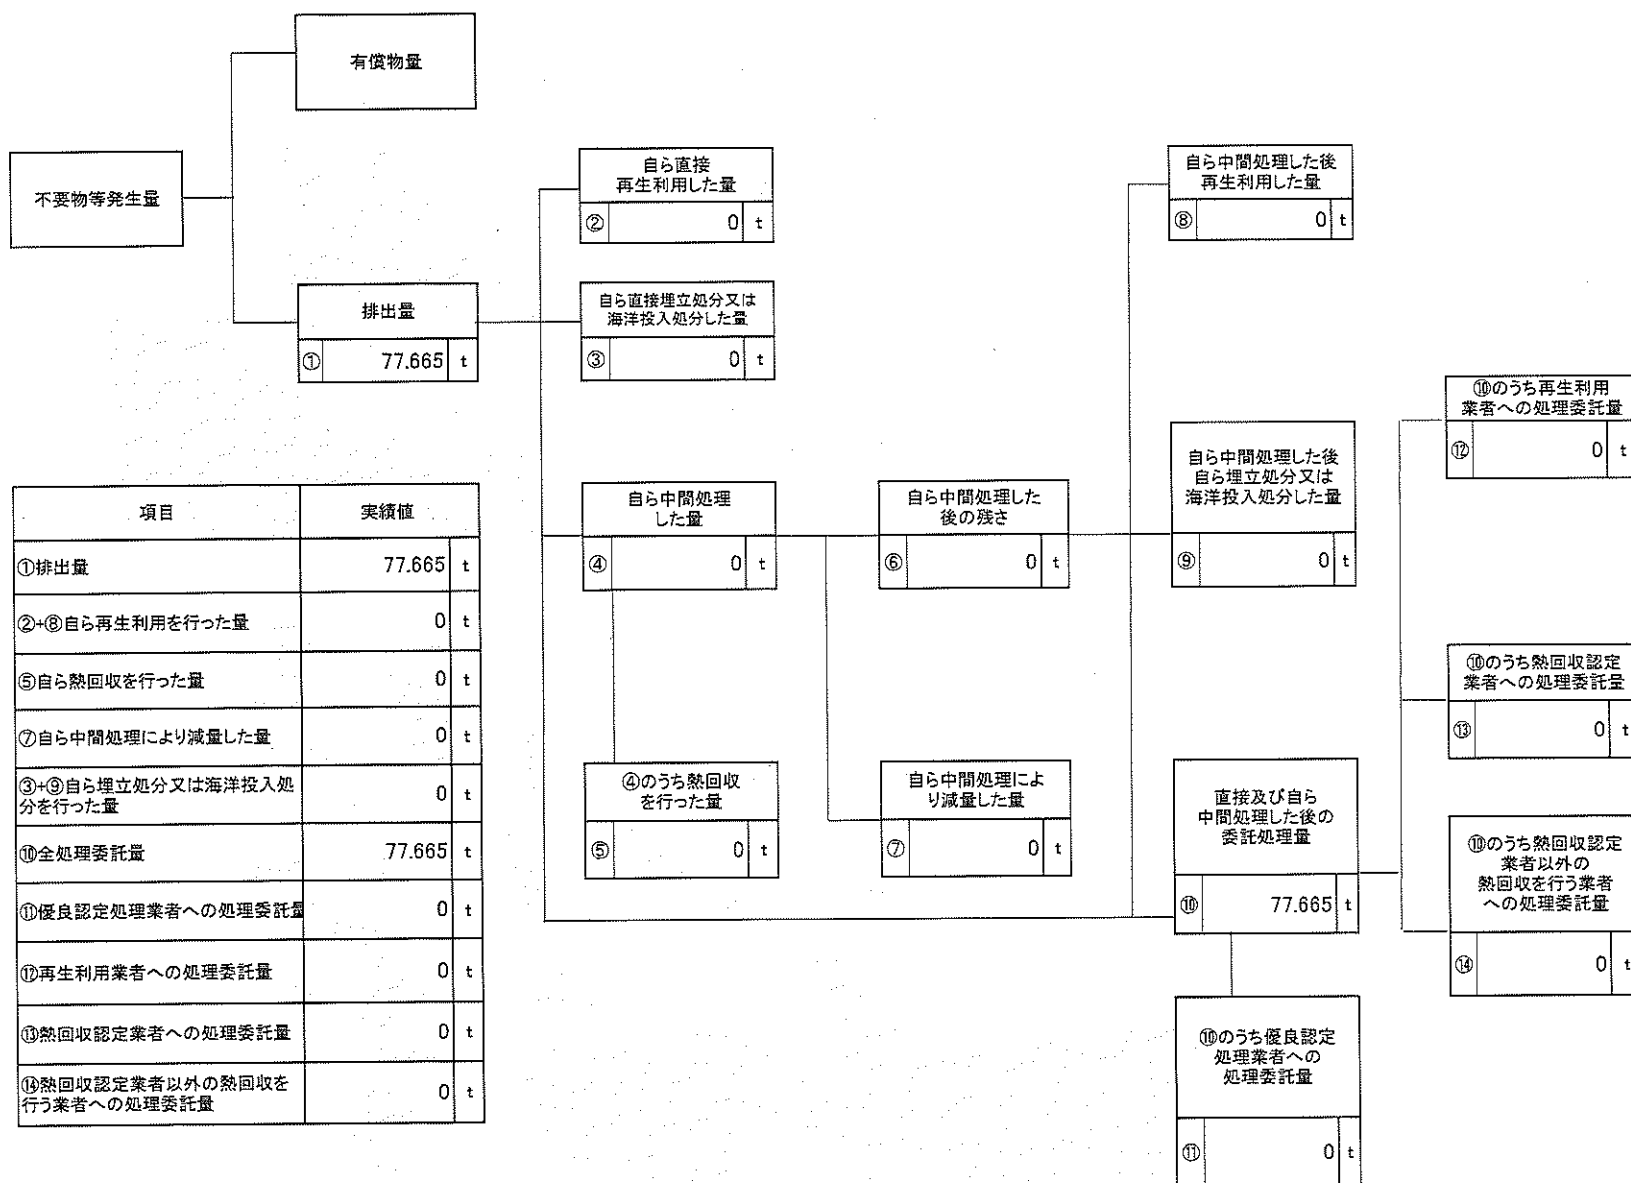 有償物量
不要物等発生量
排出量
① 77.665 t
自ら直接
再生利用した量
② 0 t
自ら直接埋立処分又は
海洋投入処分した量
③ 0 t
自ら中間処理
した量
④ 0 t
④のうち熱回収
を行った量
⑤ 0 t
自ら中間処理した
後の残さ
⑥ 0 t
自ら中間処理によ
り減量した量
⑦ 0 t
自ら中間処理した後
再生利用した量
⑧ 0 t
自ら中間処理した後
自ら埋立処分又は
海洋投入処分した量
⑨ 0 t
直接及び自ら
中間処理した後の
委託処理量
⑩ 77.665 t
⑩のうち優良認定
処理業者への
処理委託量
⑪ 0 t
⑩のうち再生利用
業者への処理委託量
⑫ 0 t
⑩のうち熱回収認定
業者への処理委託量
⑬ 0 t
⑩のうち熱回収認定
業者以外の
熱回収を行う業者
への処理委託量
⑭ 0 t
項目 実績値
①排出量 77.665 t
②+⑧自ら再生利用を行った量 0 t
⑤自ら熱回収を行った量 0 t
⑦自ら中間処理により減量した量 0 t
③+⑨自ら埋立処分又は海洋投入処
分を行った量 0 t
⑩全処理委託量 77.665 t
⑪優良認定処理業者への処理委託量 0 t
⑫再生利用業者への処理委託量 0 t
⑬熱回収認定業者への処理委託量 0 t
⑭熱回収認定業者以外の熱回収を
行う業者への処理委託量 0 t